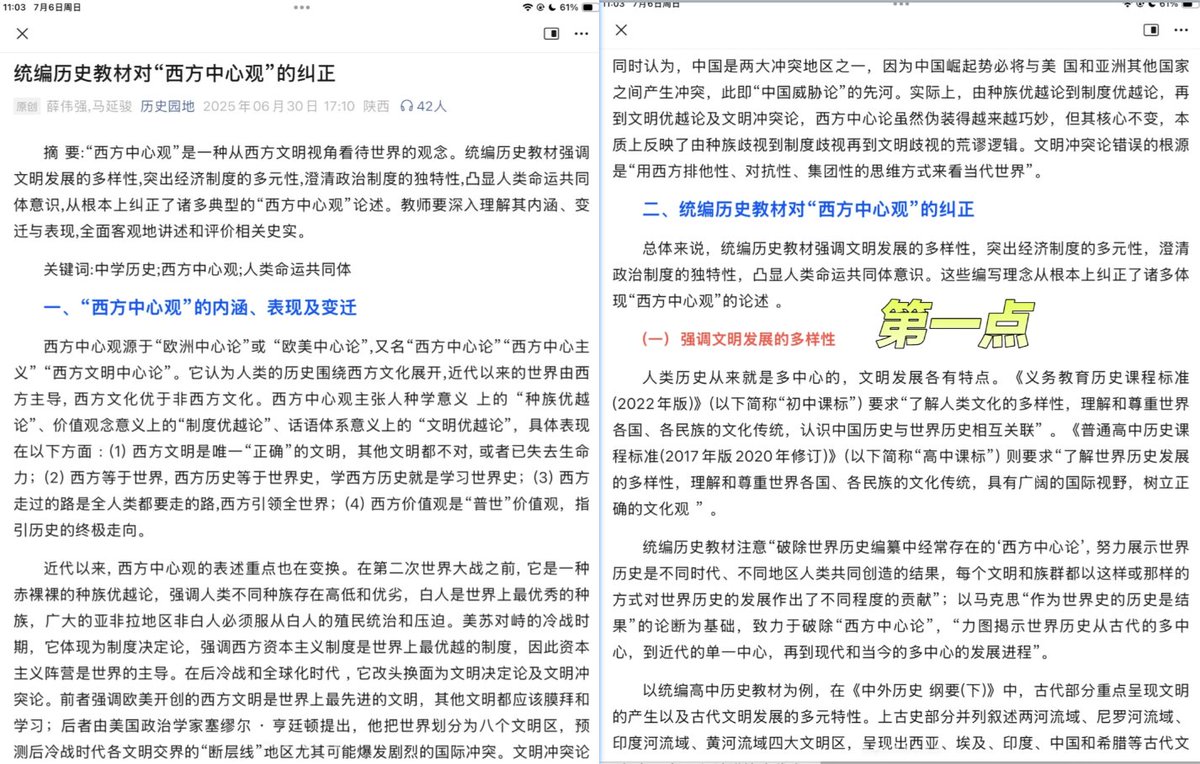 11:03 7月6日周日
61%
统编历史教材对“西方中心观”的纠正
原创 薛伟强,马延骏 历史园地 2025年06月30日 17:10 陕西 42人
摘 要:“西方中心观”是一种从西方文明视角看待世界的观念。统编历史教材强调
文明发展的多样性,突出经济制度的多元性,澄清政治制度的独特性,凸显人类命运共同
体意识,从根本上纠正了诸多典型的“西方中心观”论述。教师要深入理解其内涵、变
迁与表现,全面客观地讲述和评价相关史实。
关键词:中学历史;西方中心观;人类命运共同体
一、“西方中心观”的内涵、表现及变迁
西方中心观源于“欧洲中心论”或 “欧美中心论”,又名“西方中心论”“西方中心主
义” “西方文明中心论”。它认为人类的历史围绕西方文化展开,近代以来的世界由西
方主导, 西方文化优于非西方文化。西方中心观主张人种学意义 上的 “种族优越
论”、价值观念意义上的“制度优越论”、话语体系意义上的 “文明优越论”，具体表现
在以下方面：(1) 西方文明是唯一“正确”的文明，其他文明都不对, 或者已失去生命
力；(2) 西方等于世界, 西方历史等于世界史，学西方历史就是学习世界史；(3) 西方
走过的路是全人类都要走的路,西方引领全世界；(4) 西方价值观是“普世”价值观，指
引历史的终极走向。
近代以来, 西方中心观的表述重点也在变换。在第二次世界大战之前, 它是一种
赤裸裸的种族优越论，强调人类不同种族存在高低和优劣，白人是世界上最优秀的种
族，广大的亚非拉地区非白人必须服从白人的殖民统治和压迫。美苏对峙的冷战时
期，它体现为制度决定论，强调西方资本主义制度是世界上最优越的制度，因此资本
主义阵营是世界的主导。在后冷战和全球化时代 , 它改头换面为文明决定论及文明冲
突论。前者强调欧美开创的西方文明是世界上最先进的文明，其他文明都应该膜拜和
学习；后者由美国政治学家塞缪尔 · 亨廷顿提出，他把世界划分为八个文明区，预
测后冷战时代各文明交界的“断层线”地区尤其可能爆发剧烈的国际冲突。文明冲突论
11:03 7月6日周日
61%
同时认为，中国是两大冲突地区之一，因为中国崛起势必将与美 国和亚洲其他国家
之间产生冲突，此即“中国威胁论”的先河。实际上，由种族优越论到制度优越论，再
到文明优越论及文明冲突论，西方中心论虽然伪装得越来越巧妙，但其核心不变，本
质上反映了由种族歧视到制度歧视再到文明歧视的荒谬逻辑。文明冲突论错误的根源
是“用西方排他性、对抗性、集团性的思维方式来看当代世界”。
二、统编历史教材对“西方中心观”的纠正
总体来说，统编历史教材强调文明发展的多样性，突出经济制度的多元性，澄清
政治制度的独特性，凸显人类命运共同体意识。这些编写理念从根本上纠正了诸多体
现“西方中心观”的论述 。
第一点
（一）强调文明发展的多样性
人类历史从来就是多中心的，文明发展各有特点。《义务教育历史课程标准
(2022年版)》(以下简称“初中课标”) 要求“了解人类文化的多样性，理解和尊重世界
各国、各民族的文化传统，认识中国历史与世界历史相互关联” 。《普通高中历史课
程标准(2017年版2020年修订)》(以下简称“高中课标”) 则要求“了解世界历史发展
的多样性，理解和尊重世界各国、各民族的文化传统，具有广阔的国际视野，树立正
确的文化观 ” 。
统编历史教材注意“破除世界历史编纂中经常存在的‘西方中心论’, 努力展示世界
历史是不同时代、不同地区人类共同创造的结果，每个文明和族群都以这样或那样的
方式对世界历史的发展作出了不同程度的贡献”；以马克思“作为世界史的历史是结
果”的论断为基础，致力于破除“西方中心论”，“力图揭示世界历史从古代的多中
心，到近代的单一中心，再到现代和当今的多中心的发展进程”。
以统编高中历史教材为例，在《中外历史 纲要(下)》中，古代部分重点呈现文明
的产生以及古代文明发展的多元特性。上古史部分并列叙述两河流域、尼罗河流域、
印度河流域、黄河流域四大文明区，呈现出西亚、埃及、印度、中国和希腊等古代文